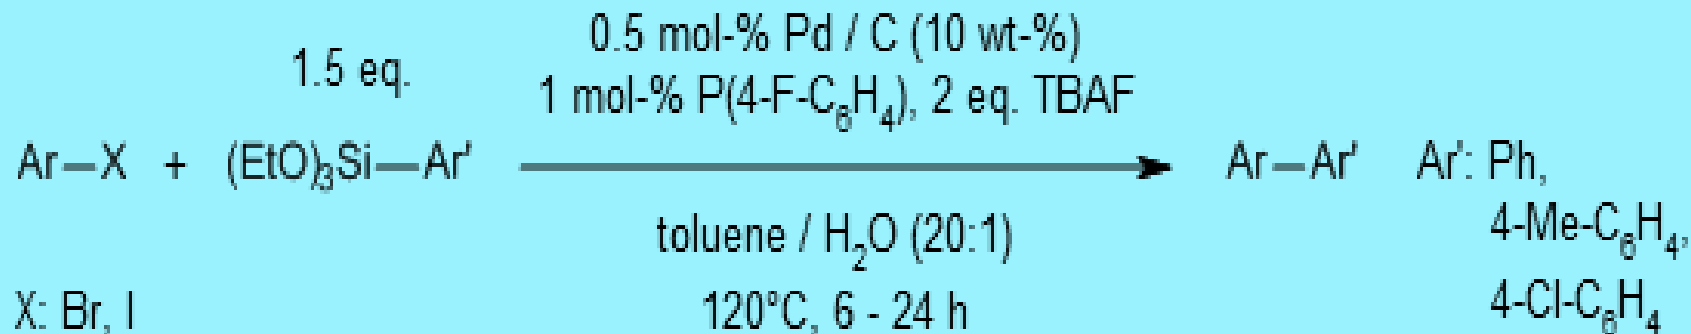 1.5 eq.
0.5 mol-% Pd / C (10 wt-%)
1 mol-% P(4-F-C₆H₄), 2 eq. TBAF
Ar—X + (EtO)₃Si—Ar' Ar—Ar' Ar': Ph,
toluene / H₂O (20:1)
4-Me-C₆H₄,
X: Br, I
120°C, 6 - 24 h
4-Cl-C₆H₄